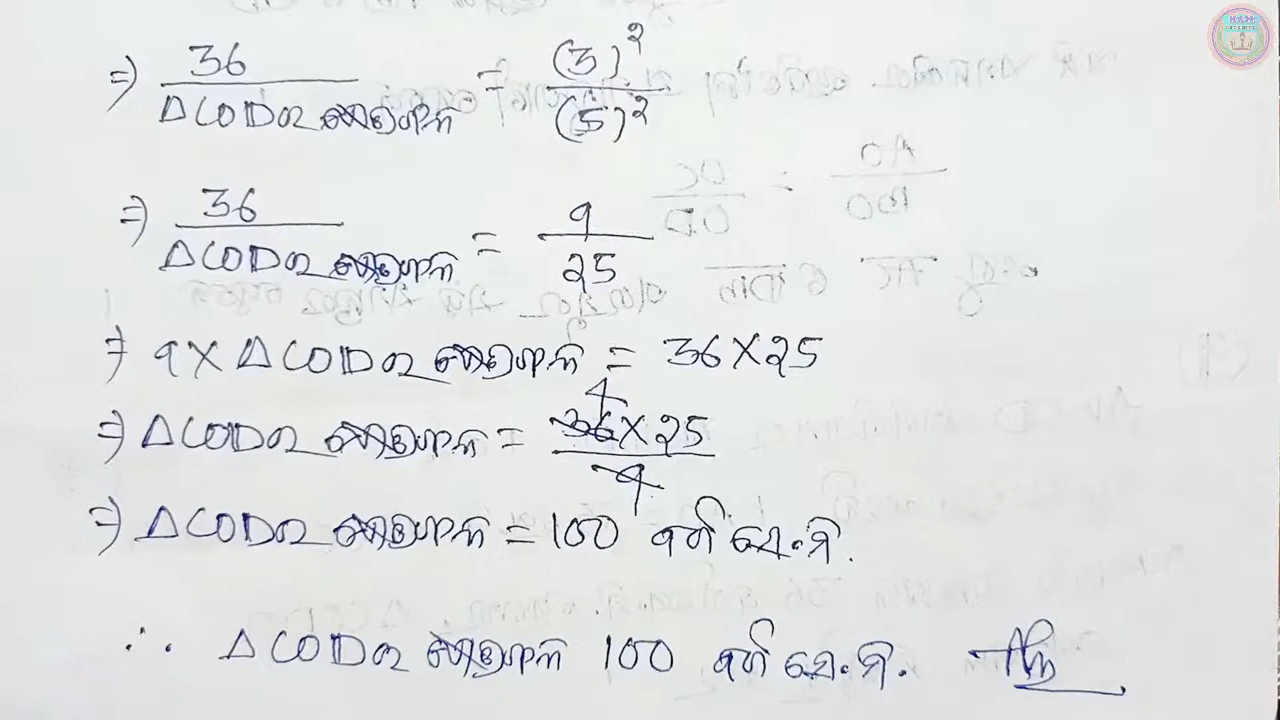 ⇒ 36 / ΔCODର କ୍ଷେତ୍ରଫଳ = (3)² / (5)²
⇒ 36 / ΔCODର କ୍ଷେତ୍ରଫଳ = 9 / 25
⇒ 9 × ΔCODର କ୍ଷେତ୍ରଫଳ = 36 × 25
⇒ ΔCODର କ୍ଷେତ୍ରଫଳ = 36 × 25 / 9
4
⇒ ΔCODର କ୍ଷେତ୍ରଫଳ = 100 ବର୍ଗ ସେ.ମି.
∴ ΔCODର କ୍ଷେତ୍ରଫଳ 100 ବର୍ଗ ସେ.ମି.